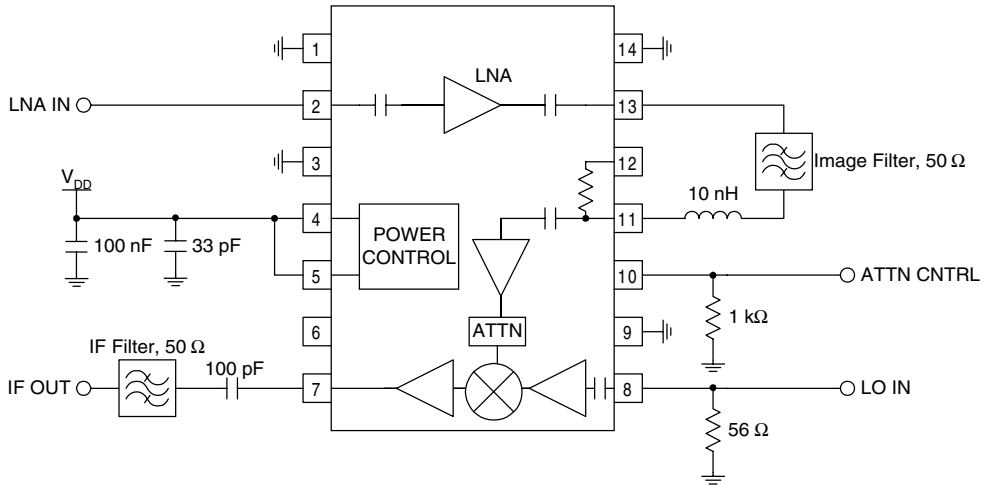 1
14
LNA
LNA IN
2
13
3
12
Image Filter, 50 Ω
V_DD
10 nH
4
11
100 nF
33 pF
POWER
CONTROL
5
10
ATTN CNTRL
1 kΩ
6
ATTN
9
IF Filter, 50 Ω
100 pF
IF OUT
7
8
LO IN
56 Ω